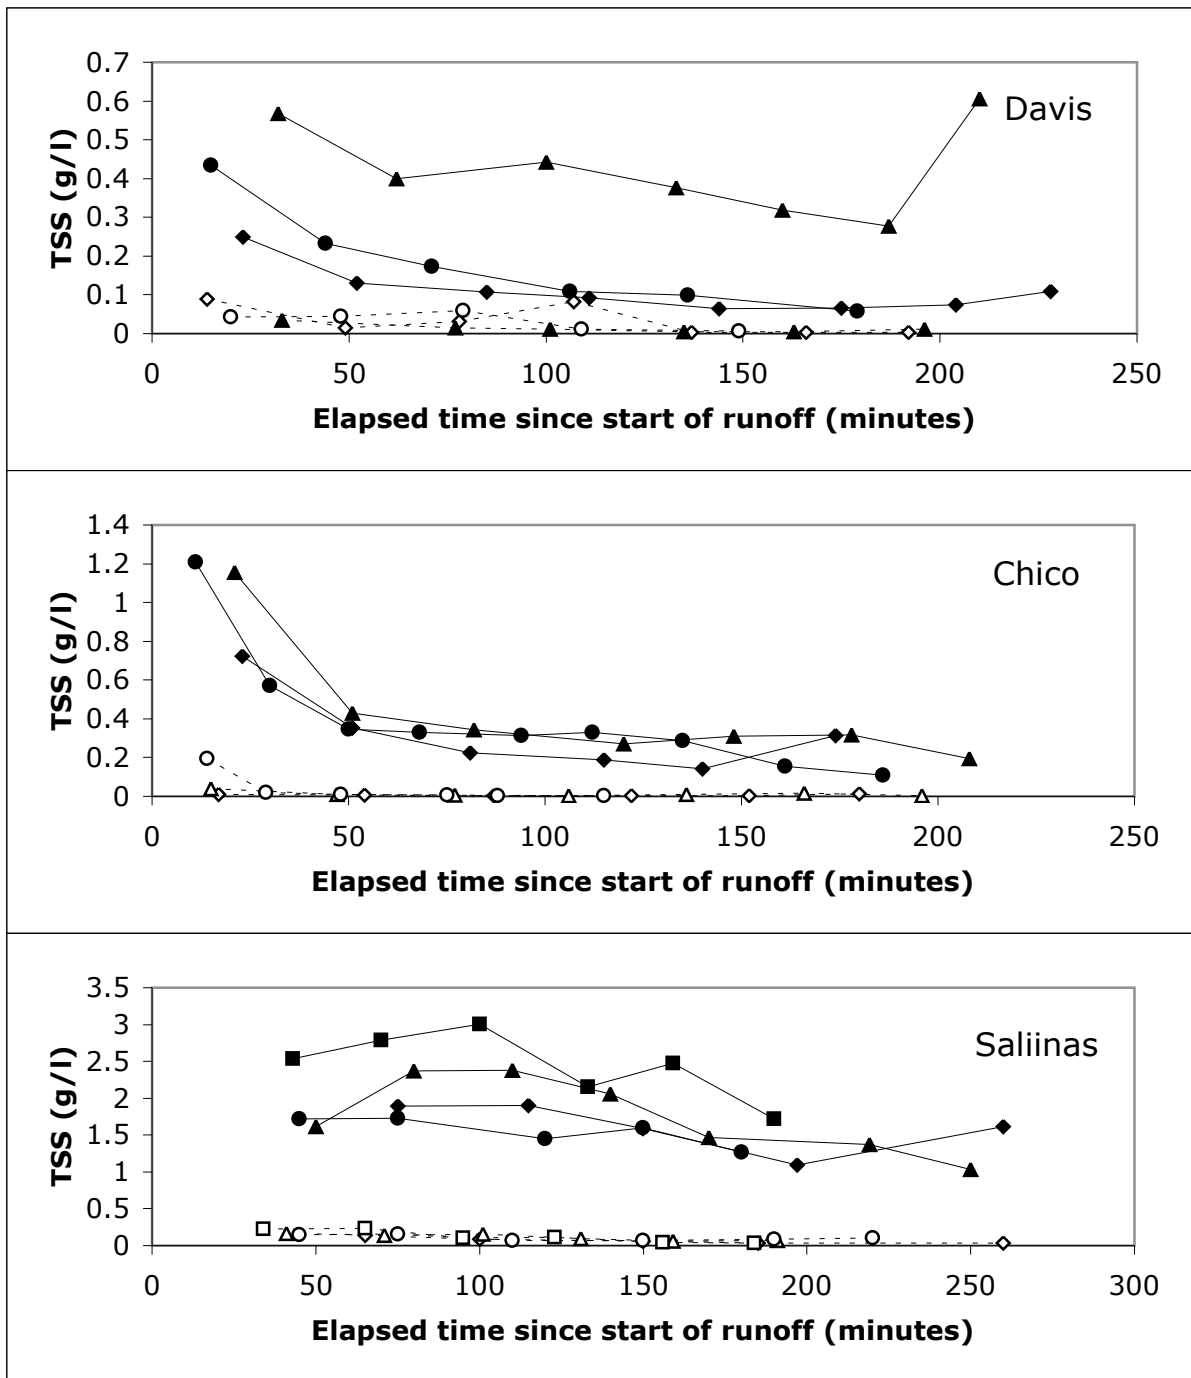 0.7
0.6
0.5
0.4
0.3
0.2
0.1
0
TSS (g/l)
Davis
0 50 100 150 200 250
Elapsed time since start of runoff (minutes)
1.4
1.2
1
0.8
0.6
0.4
0.2
0
TSS (g/l)
Chico
0 50 100 150 200 250
Elapsed time since start of runoff (minutes)
3.5
3
2.5
2
1.5
1
0.5
0
TSS (g/l)
Saliinas
0 50 100 150 200 250 300
Elapsed time since start of runoff (minutes)